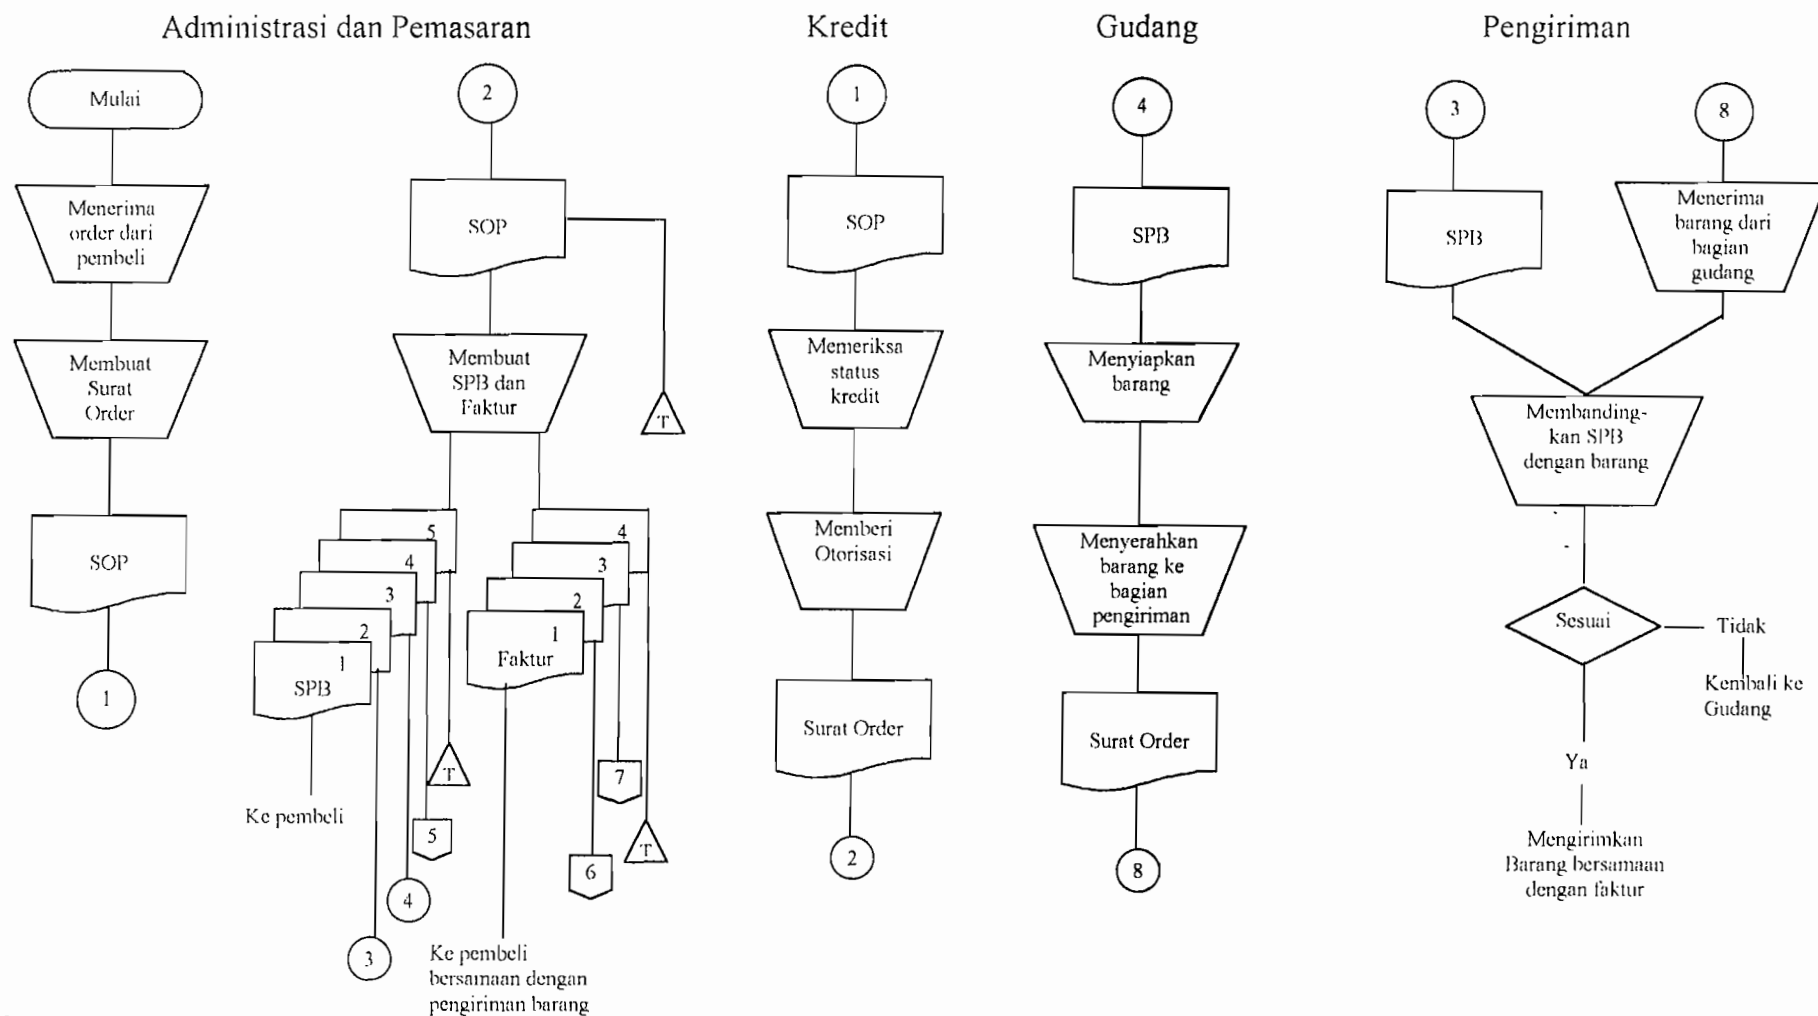 Administrasi dan Pemasaran
Mulai
Menerima
order dari
pembeli
Membuat
Surat
Order
SOP
1
2
SOP
T
Membuat
SPB dan
Faktur
5
4
3
2
1
SPB
4
3
2
1
Faktur
Ke pembeli
3
4
5
T
Ke pembeli
bersamaan dengan
pengiriman barang
6
7
T
Kredit
1
SOP
Memeriksa
status
kredit
Memberi
Otorisasi
Surat Order
2
Gudang
4
SPB
Menyiapkan
barang
Menyerahkan
barang ke
bagian
pengiriman
Surat Order
8
Pengiriman
3
SPB
8
Menerima
barang dari
bagian
gudang
Membanding-
kan SPB
dengan barang
Sesuai
Tidak
Kembali ke
Gudang
Ya
Mengirimkan
Barang bersamaan
dengan faktur